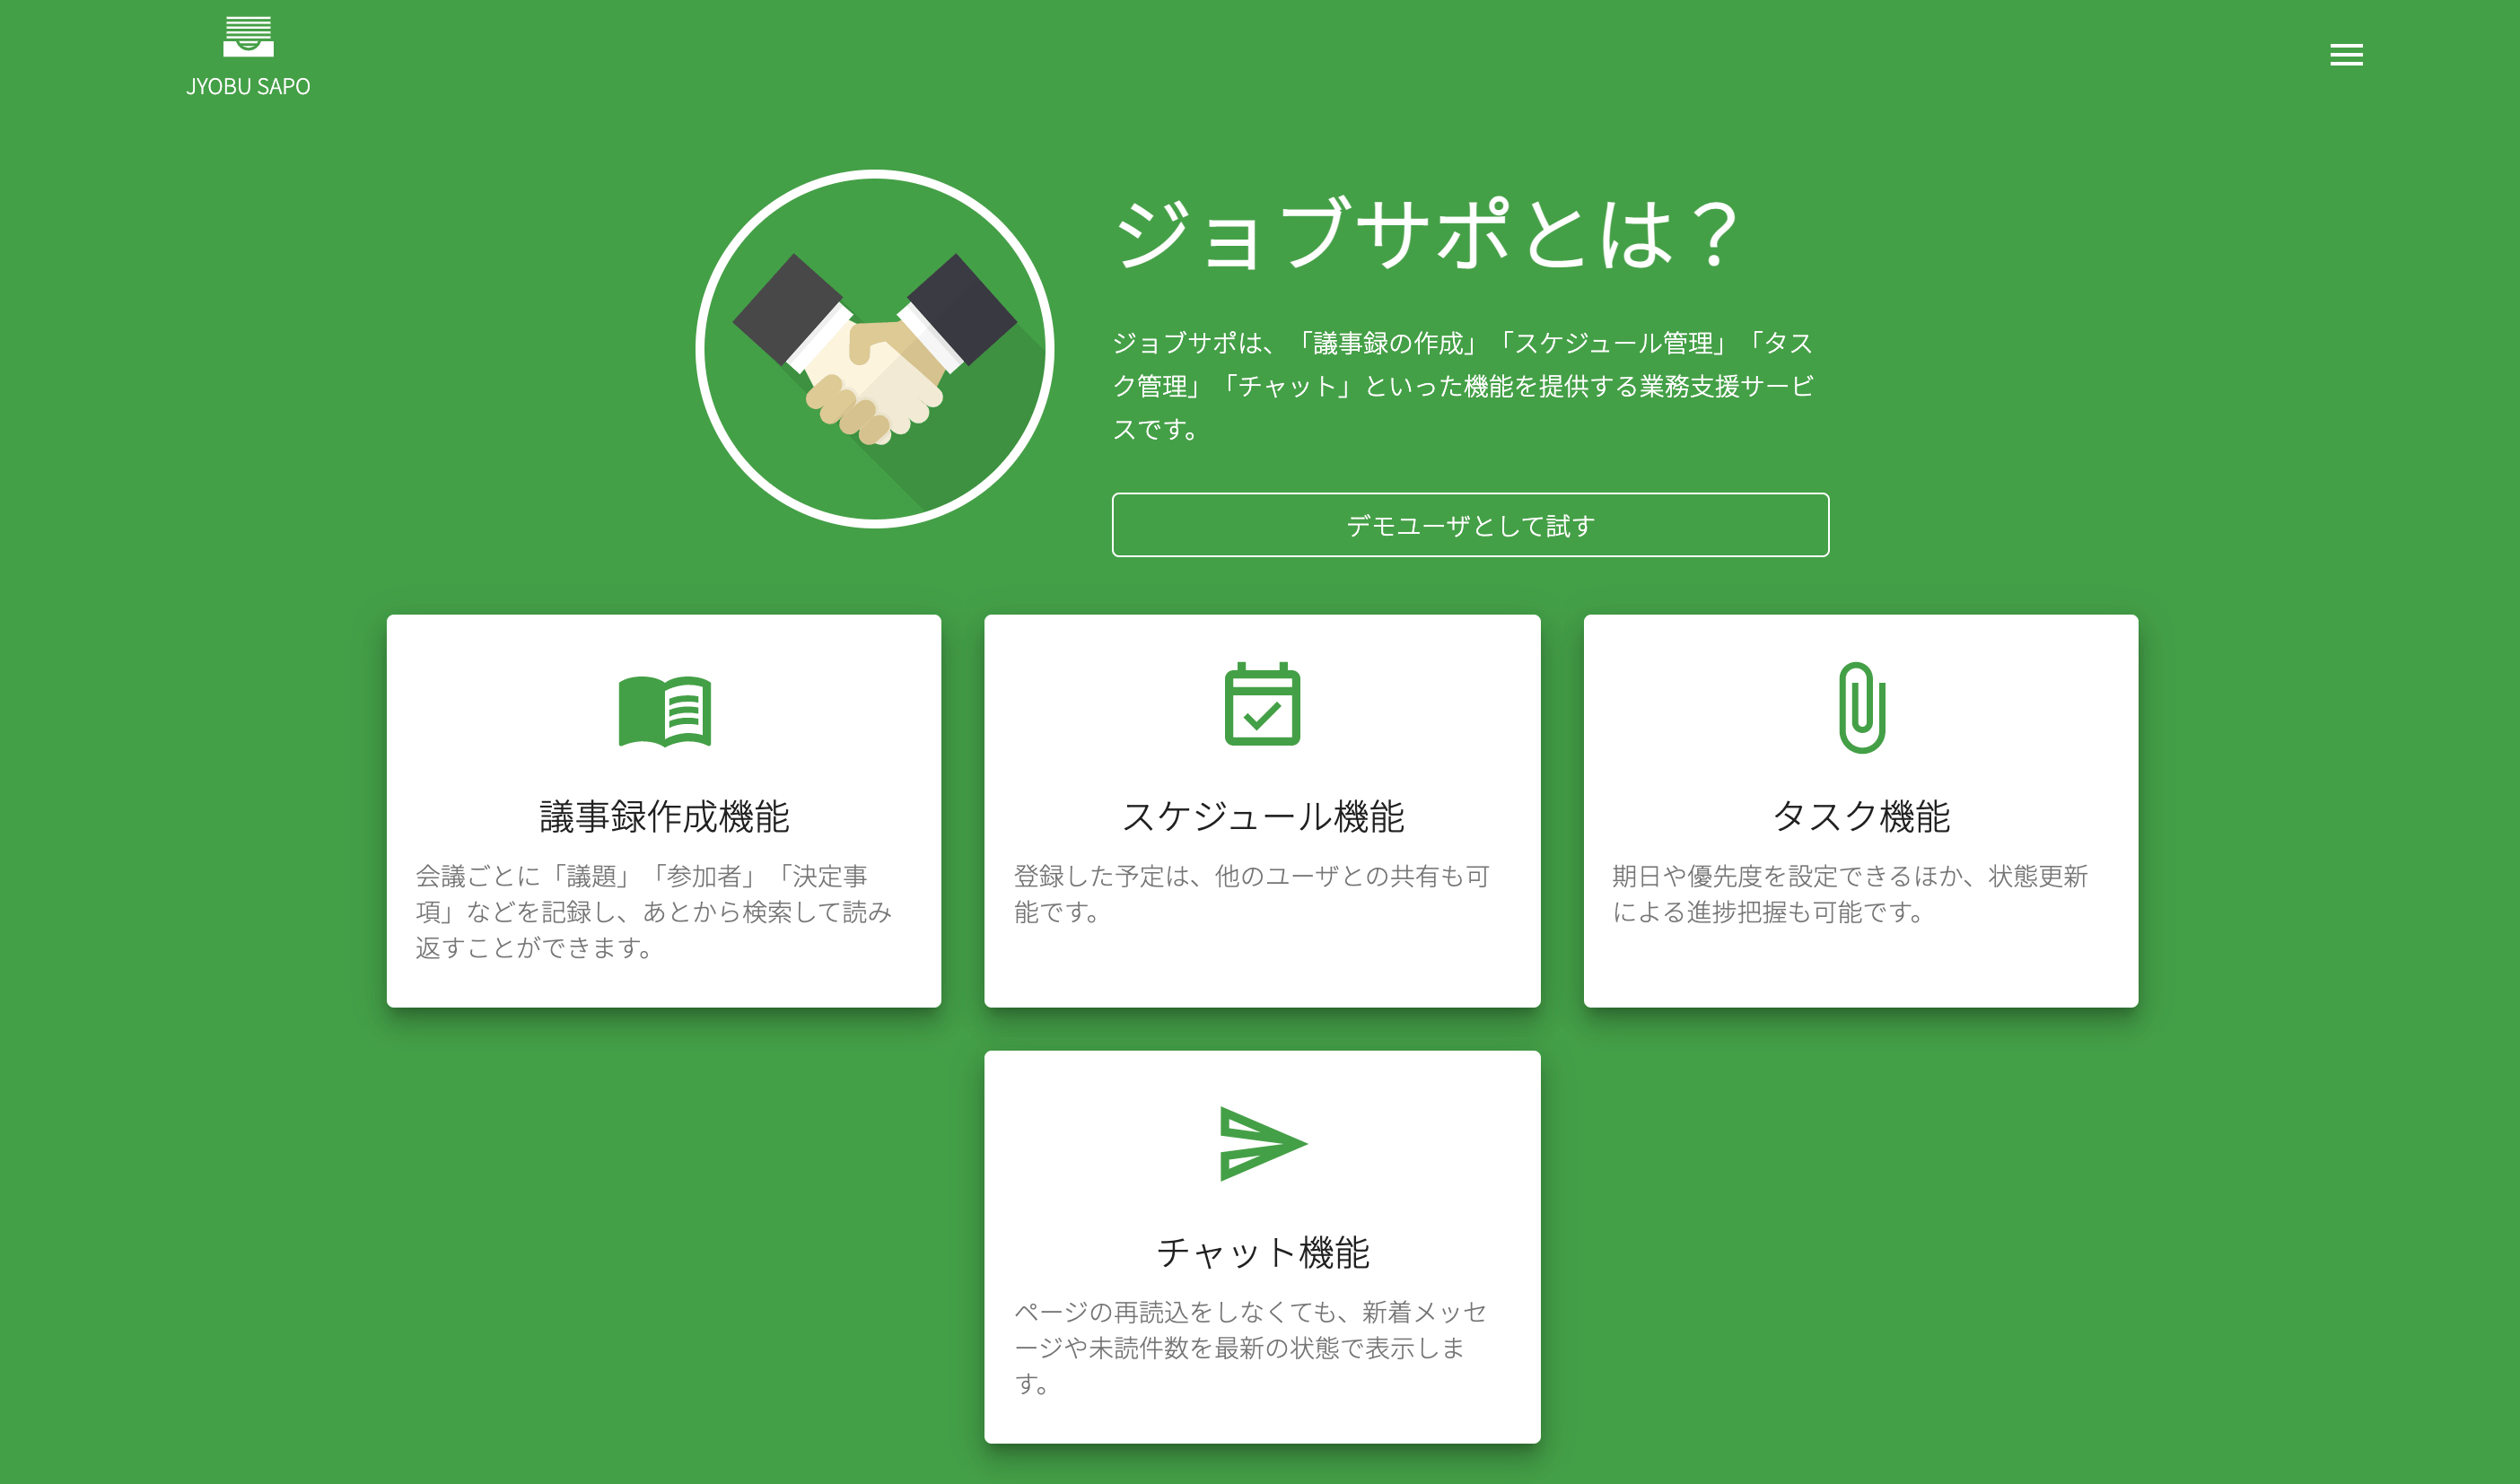 JYOBU SAPO
ジョブサポとは？
ジョブサポは、「議事録の作成」「スケジュール管理」「タス
ク管理」「チャット」といった機能を提供する業務支援サービ
スです。
デモユーザとして試す
議事録作成機能
会議ごとに「議題」「参加者」「決定事
項」などを記録し、あとから検索して読み
返すことができます。
スケジュール機能
登録した予定は、他のユーザとの共有も可
能です。
タスク機能
期日や優先度を設定できるほか、状態更新
による進捗把握も可能です。
チャット機能
ページの再読込をしなくても、新着メッセ
ージや未読件数を最新の状態で表示しま
す。